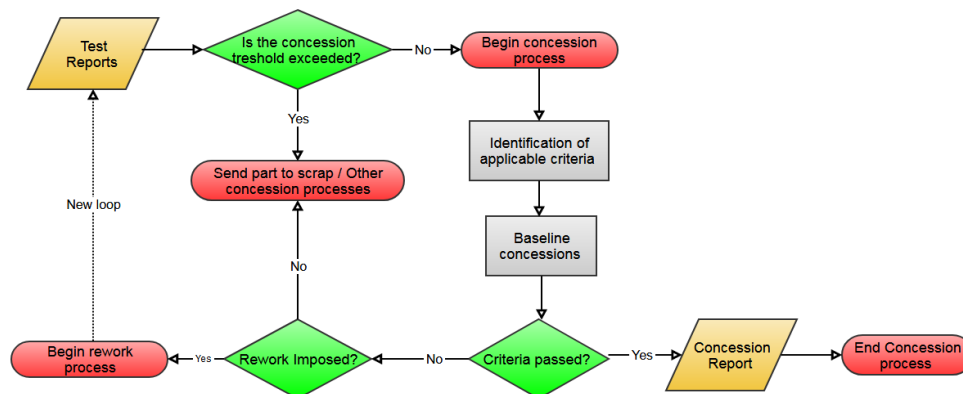 Test
Reports
Is the concession
treshold exceeded?
No
Begin concession
process
Yes
Identification of
applicable criteria
Send part to scrap / Other
concession processes
New loop
Baseline
concessions
No
Begin rework
process
Yes
Rework Imposed?
No
Criteria passed?
Yes
Concession
Report
End Concession
process